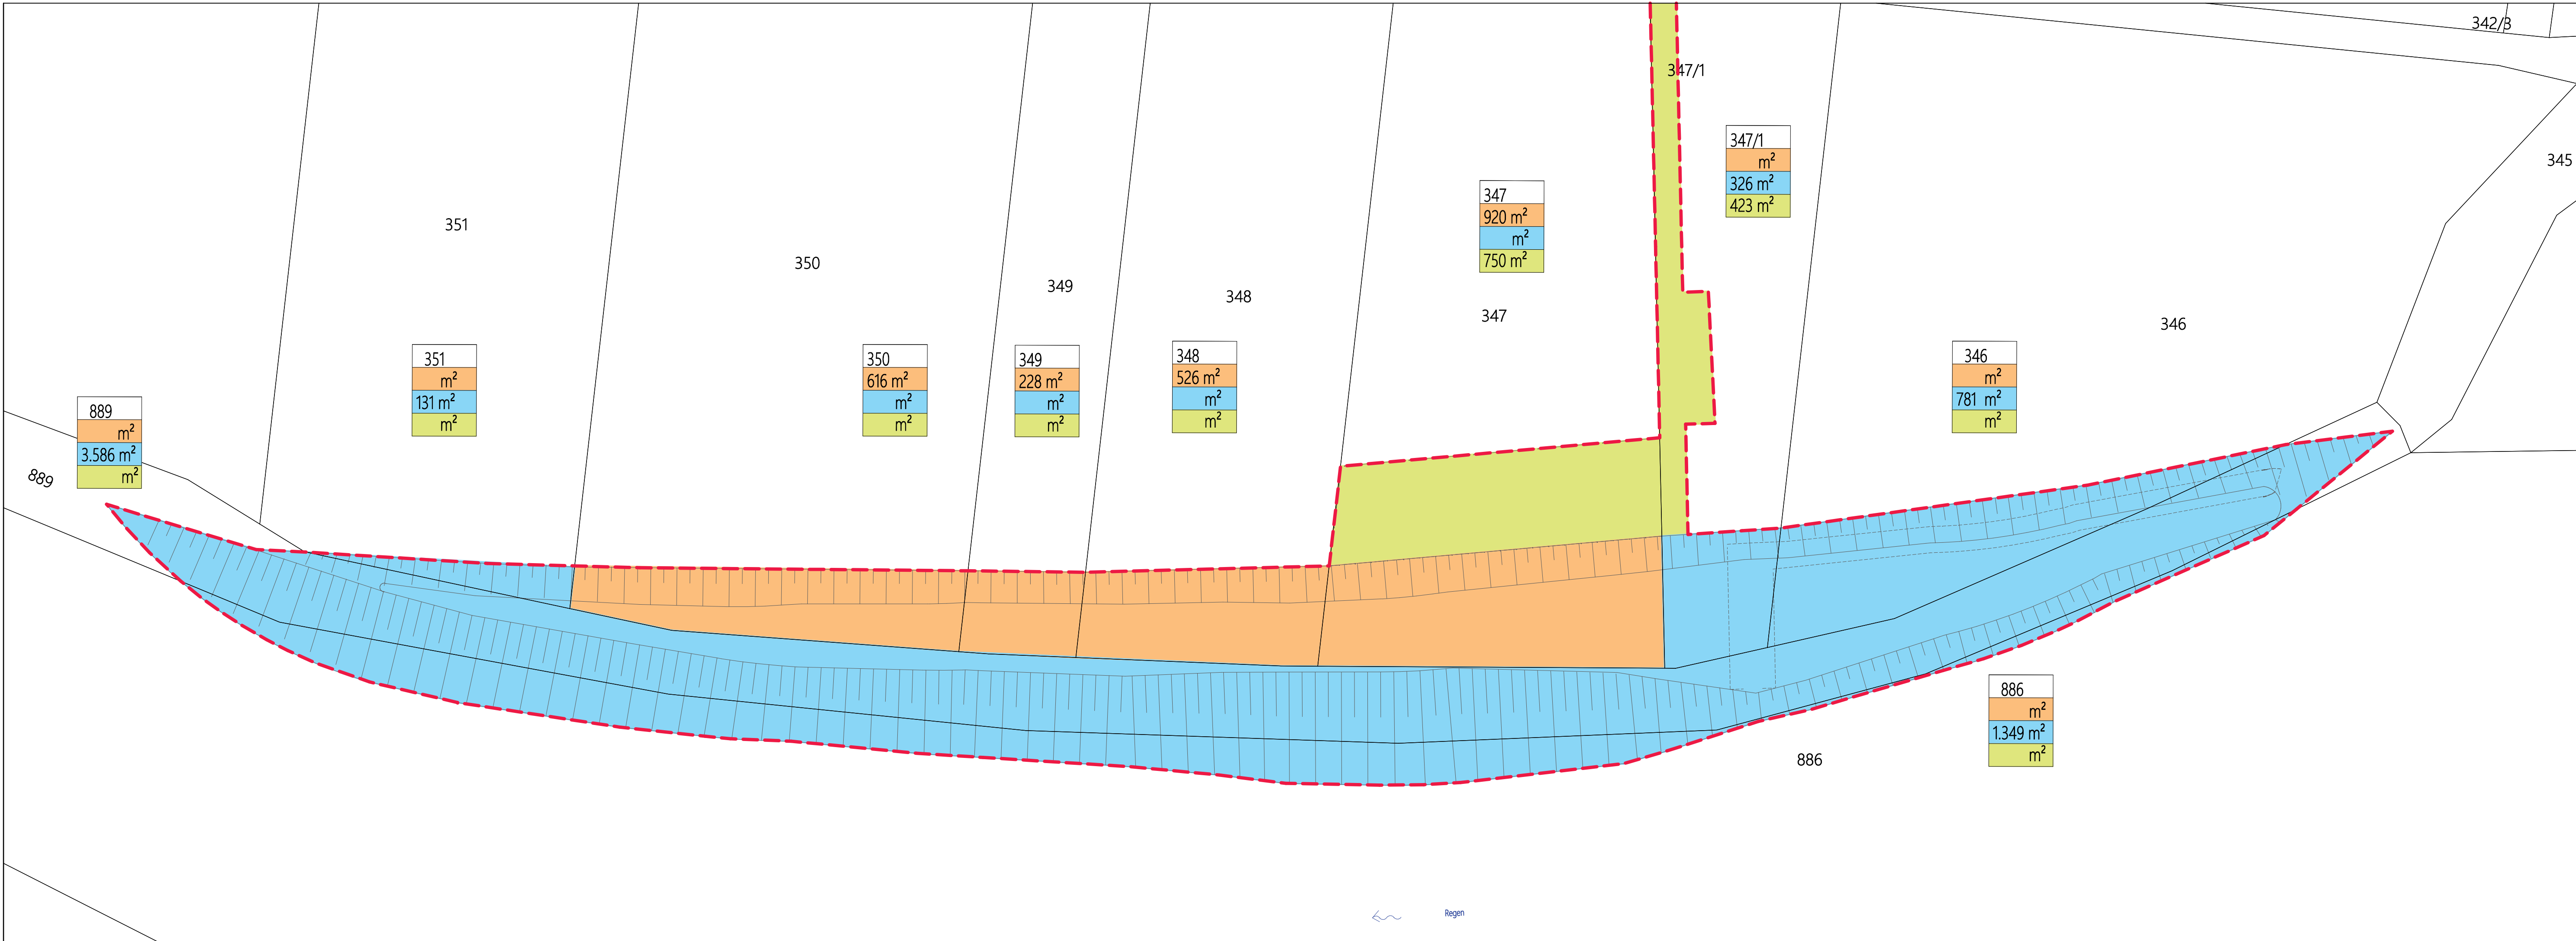 342/3
347/1
345
347/1
m²
326 m²
423 m²
347
920 m²
m²
750 m²
351
350
349
348
347
346
889
m²
3.586 m²
m²
351
m²
131 m²
m²
350
616 m²
m²
m²
349
228 m²
m²
m²
348
526 m²
m²
m²
346
m²
781 m²
m²
889
886
m²
1.349 m²
m²
886
Regen